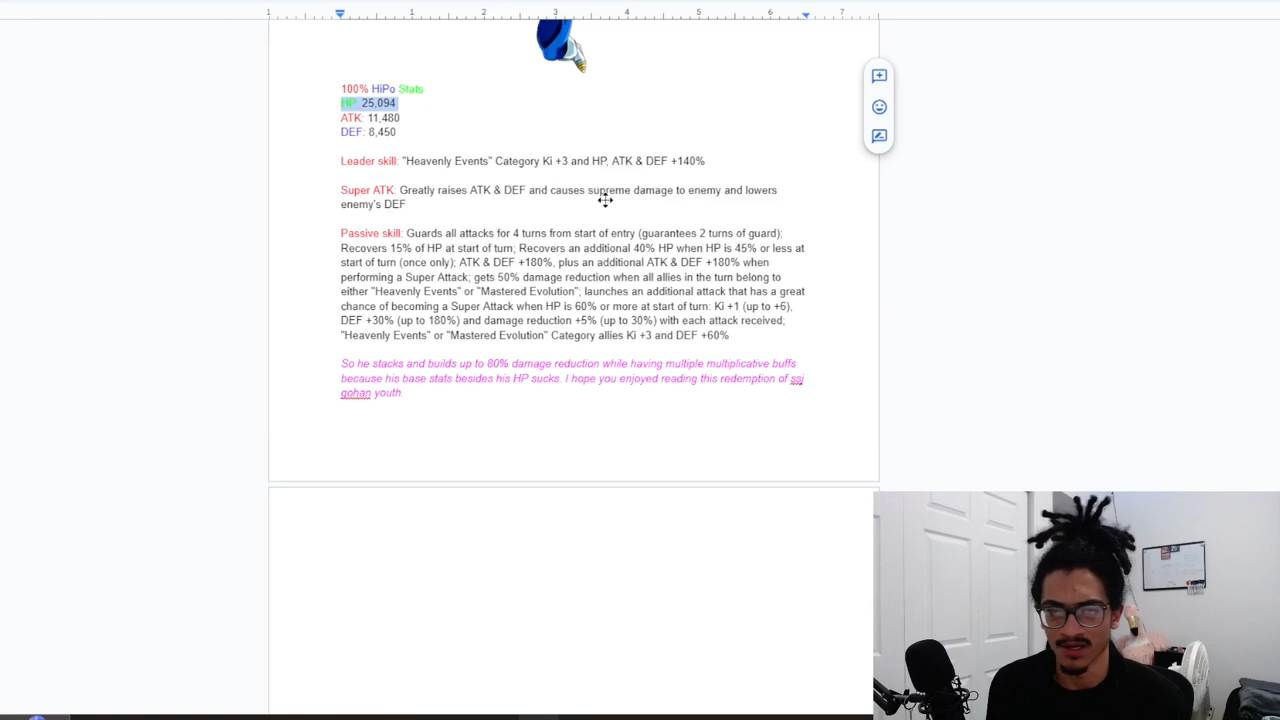 1 1 2 3 4 5 6 7
100% HiPo Stats
HP: 25,094
ATK: 11,480
DEF: 8,450
Leader skill: "Heavenly Events" Category Ki +3 and HP, ATK & DEF +140%
Super ATK: Greatly raises ATK & DEF and causes supreme damage to enemy and lowers
enemy's DEF
Passive skill: Guards all attacks for 4 turns from start of entry (guarantees 2 turns of guard);
Recovers 15% of HP at start of turn; Recovers an additional 40% HP when HP is 45% or less at
start of turn (once only); ATK & DEF +180%, plus an additional ATK & DEF +180% when
performing a Super Attack; gets 50% damage reduction when all allies in the turn belong to
either "Heavenly Events" or "Mastered Evolution"; launches an additional attack that has a great
chance of becoming a Super Attack when HP is 60% or more at start of turn: Ki +1 (up to +6),
DEF +30% (up to 180%) and damage reduction +5% (up to 30%) with each attack received;
"Heavenly Events" or "Mastered Evolution" Category allies Ki +3 and DEF +60%
So he stacks and builds up to 80% damage reduction while having multiple multiplicative buffs
because his base stats besides his HP sucks. I hope you enjoyed reading this redemption of ssj
gohan youth.